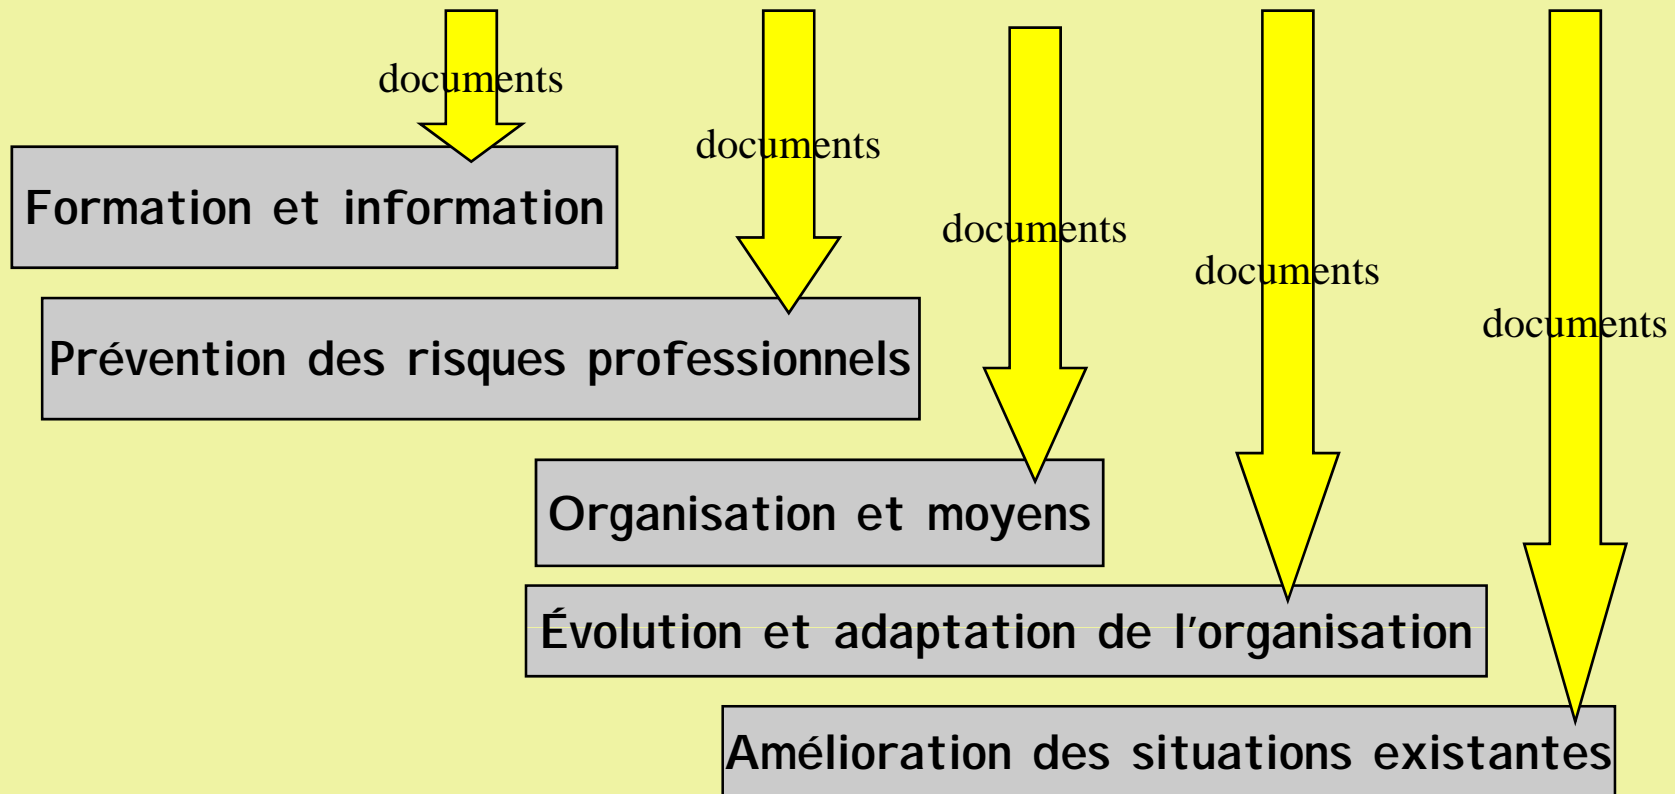 documents
documents
Formation et information
documents
documents
documents
Prévention des risques professionnels
Organisation et moyens
Évolution et adaptation de l'organisation
Amélioration des situations existantes